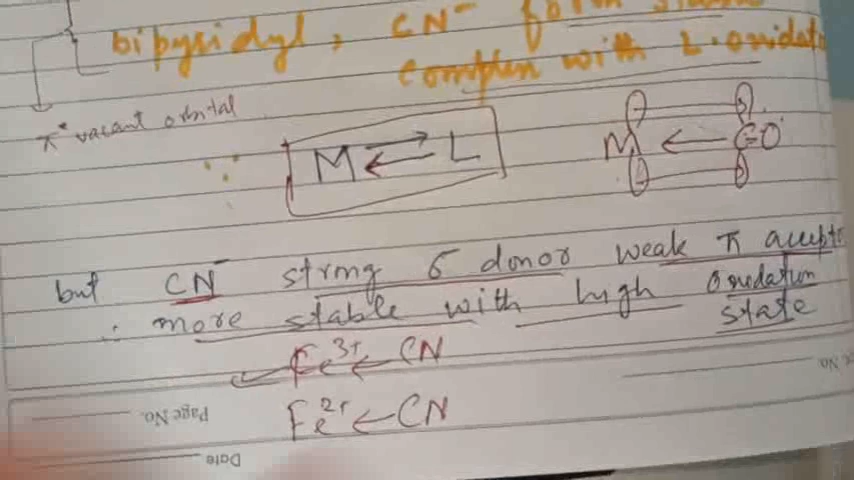 bipysidyl, CN⁻ form
complex with L.oxidat
π* vacant orbital
∵ M ⇄ L
M ← CO
but CN⁻ strong σ donor weak π accept
∴ more stable with high oxidation
state
Fe³⁺ ← CN
Fe²⁺ ← CN
Page No.
Date